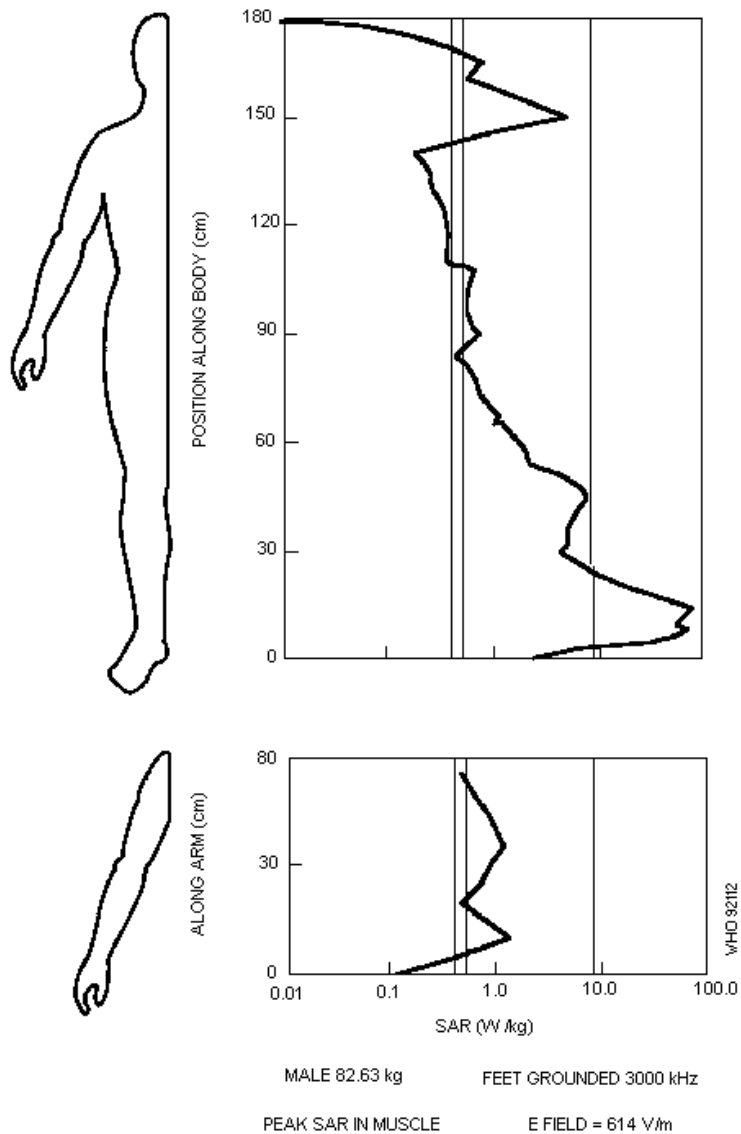 180
150
120
90
60
30
0
POSITION ALONG BODY (cm)
80
30
0
ALONG ARM (cm)
0.01 0.1 1.0 10.0 100.0
SAR (W/kg)
WHO 92112
MALE 82.63 kg FEET GROUNDED 3000 kHz
PEAK SAR IN MUSCLE E FIELD = 614 V/m